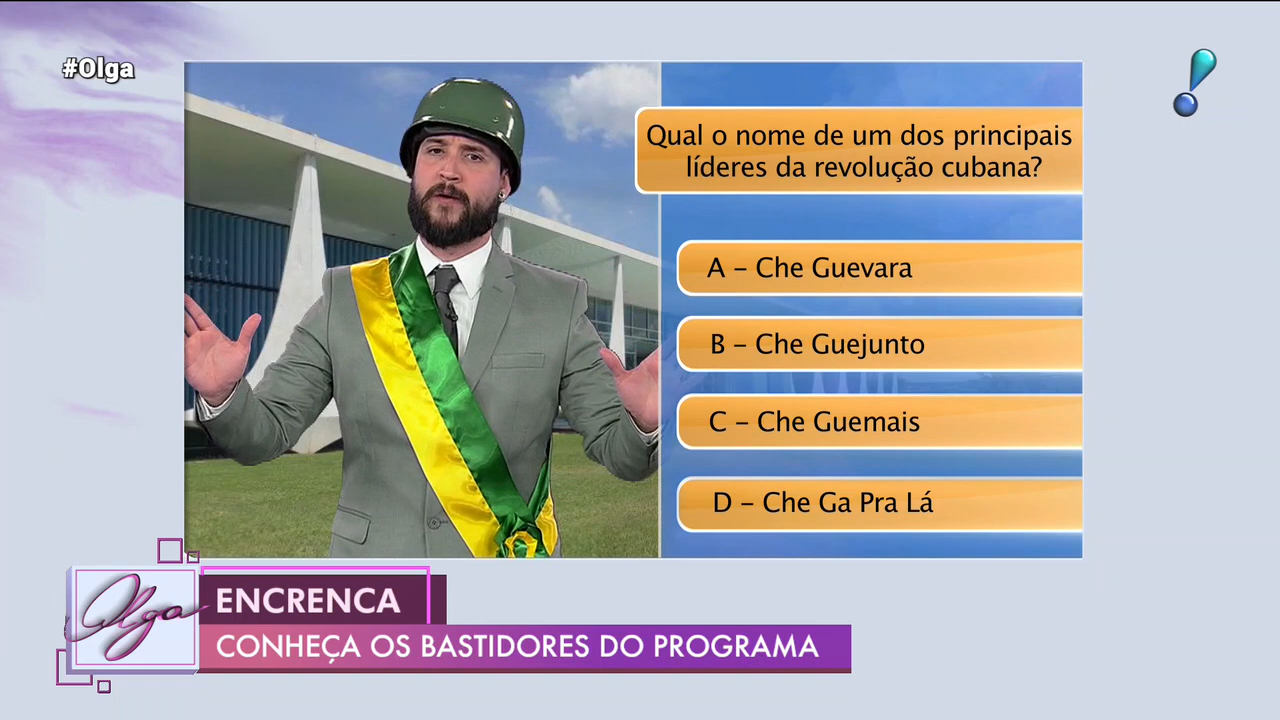 #Olga
Qual o nome de um dos principais
líderes da revolução cubana?
A – Che Guevara
B – Che Guejunto
C – Che Guemais
D – Che Ga Pra Lá
Olga
ENCRENCA
CONHEÇA OS BASTIDORES DO PROGRAMA